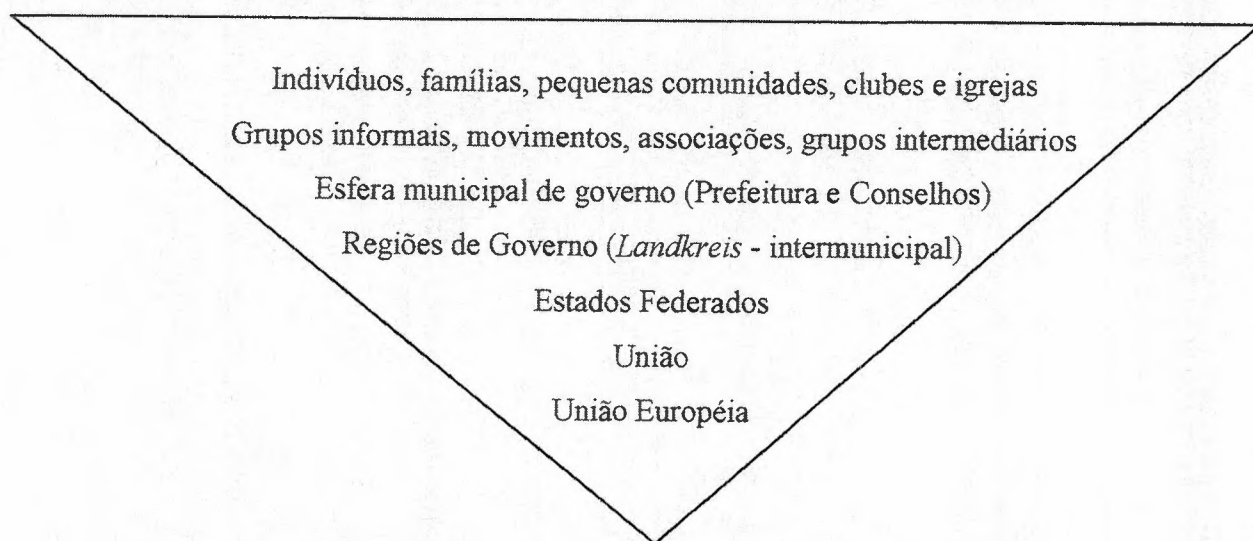 Indivíduos, famílias, pequenas comunidades, clubes e igrejas
Grupos informais, movimentos, associações, grupos intermediários
Esfera municipal de governo (Prefeitura e Conselhos)
Regiões de Governo (Landkreis - intermunicipal)
Estados Federados
União
União Européia